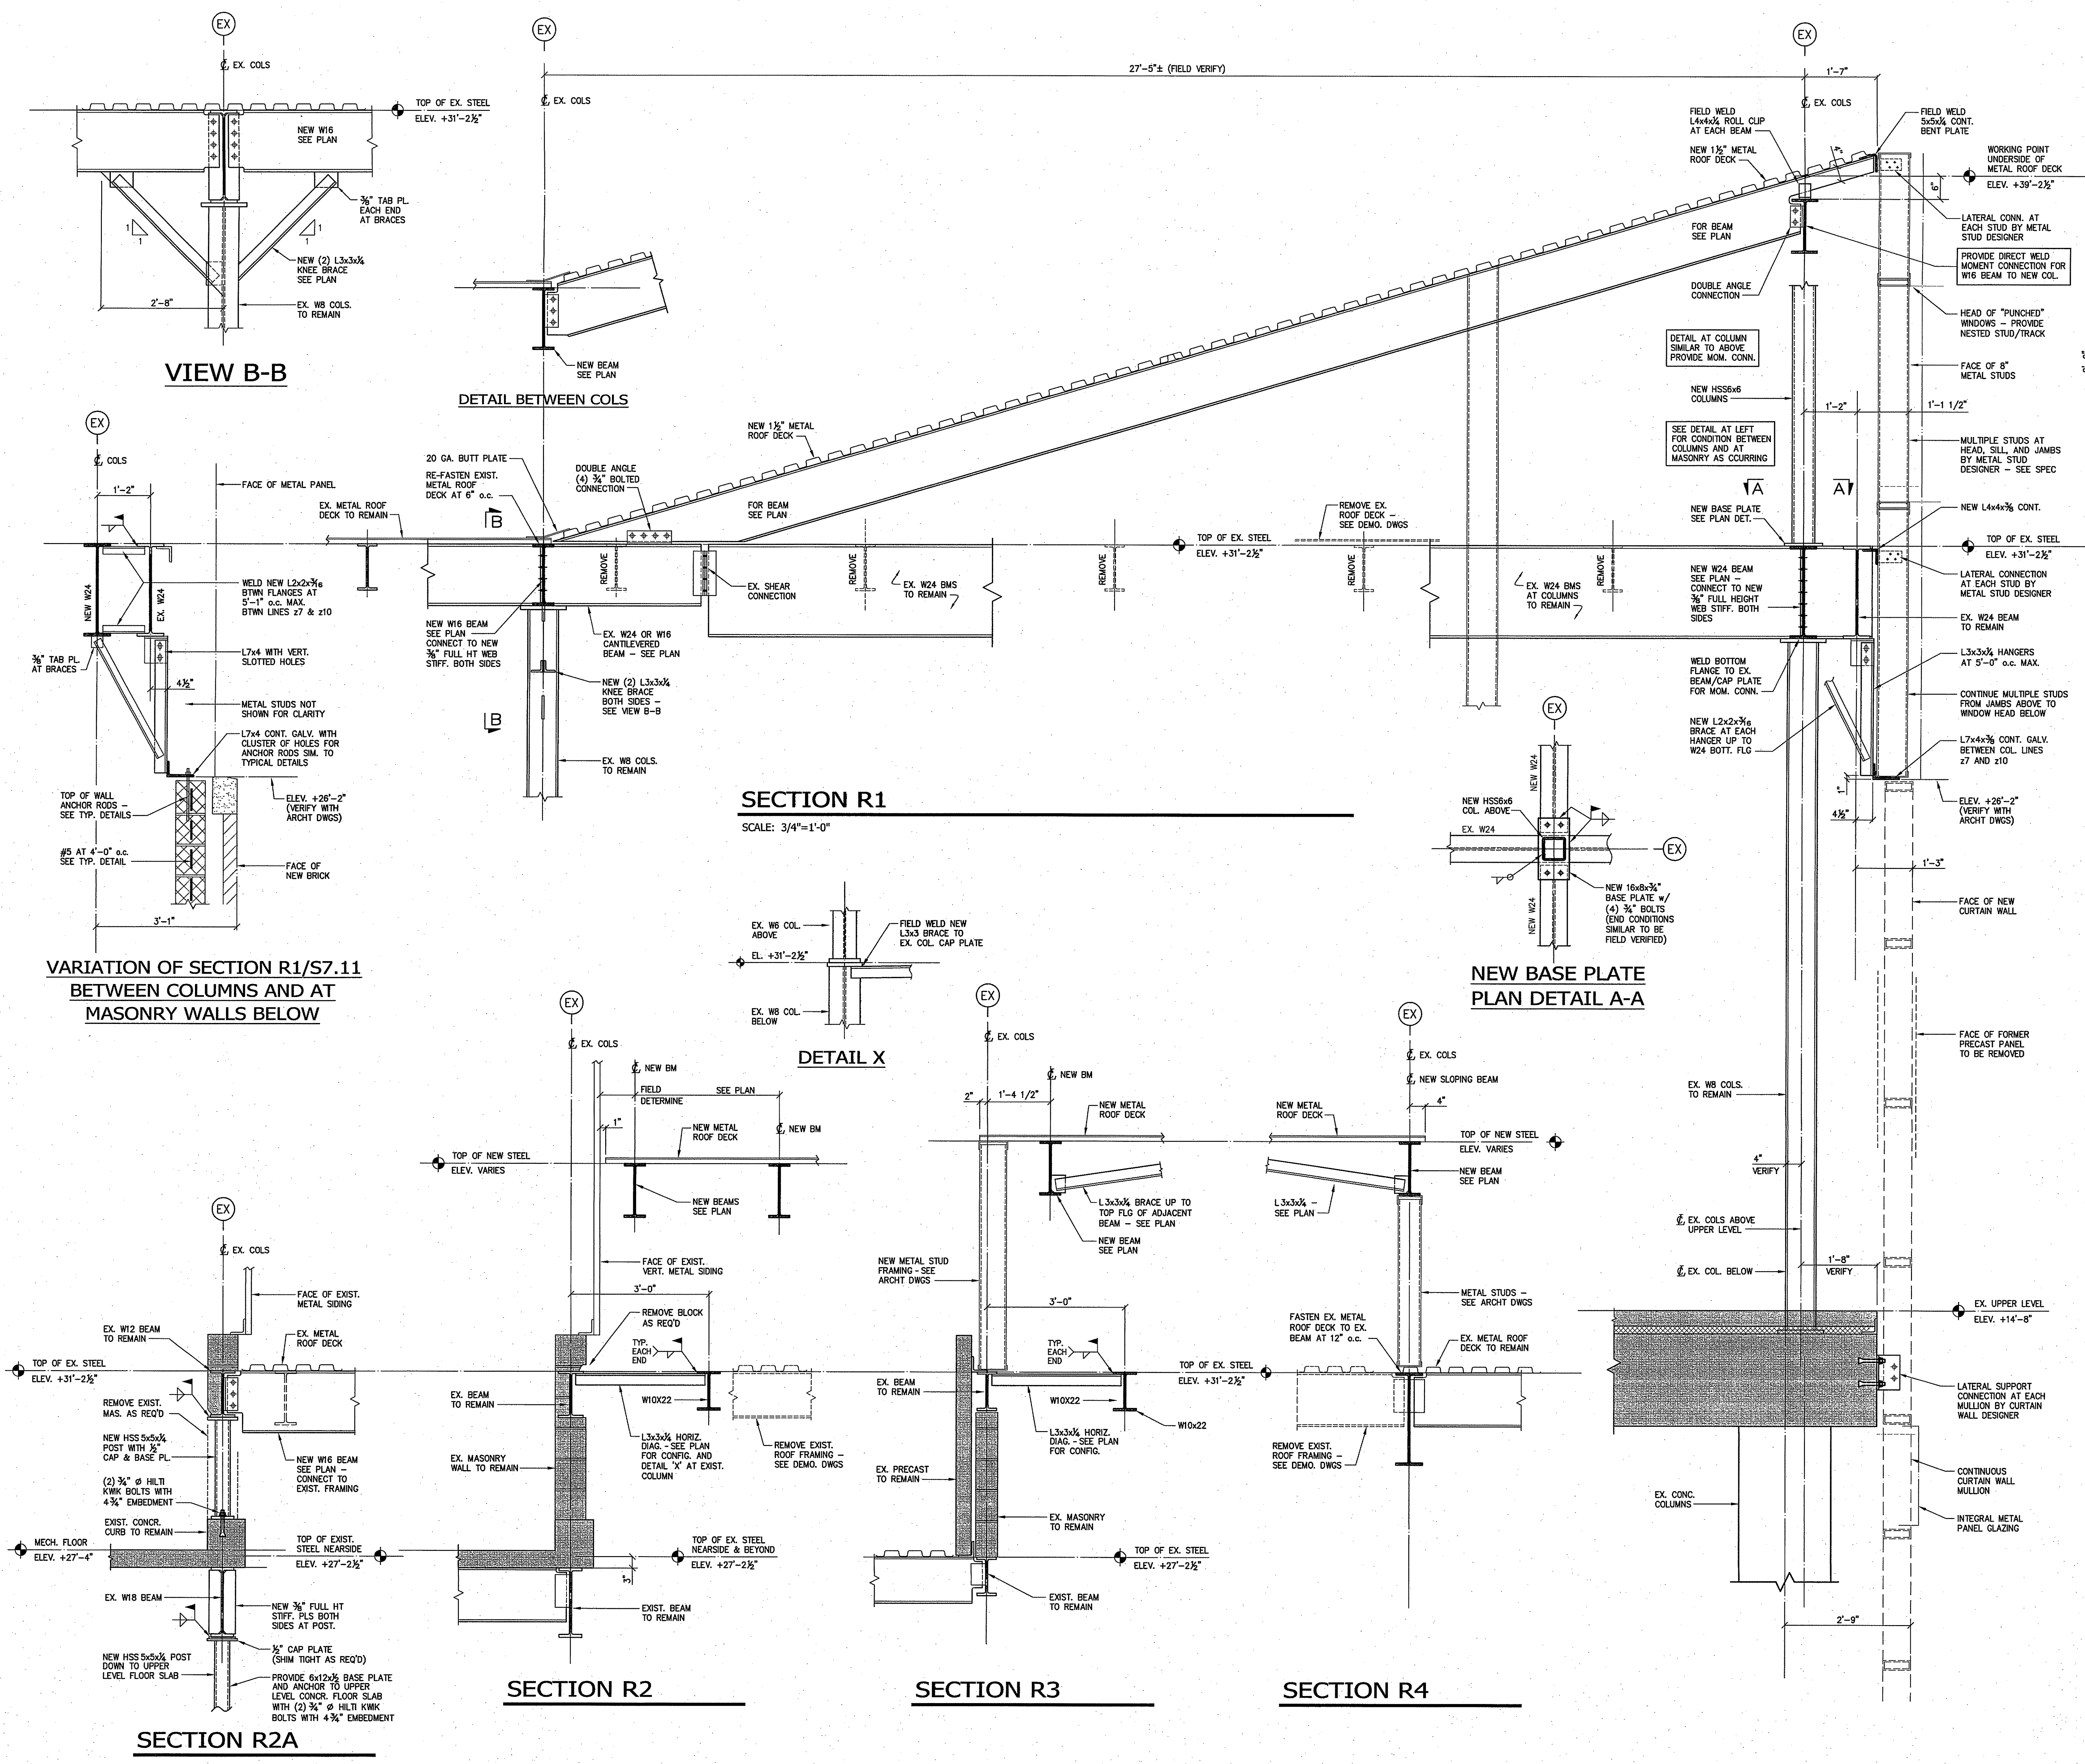 EX
℄ EX. COLS
TOP OF EX. STEEL
ELEV. +31'-2½"
NEW W16
SEE PLAN
⅜" TAB PL.
EACH END
AT BRACES
1
1
1
1
NEW (2) L3x3x¼
KNEE BRACE
SEE PLAN
2'-8"
EX. W8 COLS.
TO REMAIN
VIEW B-B
EX
℄ EX. COLS
NEW BEAM
SEE PLAN
DETAIL BETWEEN COLS
27'-5"± (FIELD VERIFY)
EX
1'-7"
℄ EX. COLS
FIELD WELD
L4x4x¼ ROLL CLIP
AT EACH BEAM
NEW 1½" METAL
ROOF DECK
4"
6"
FIELD WELD
5x5x¼ CONT.
BENT PLATE
WORKING POINT
UNDERSIDE OF
METAL ROOF DECK
ELEV. +39'-2½"
FOR BEAM
SEE PLAN
LATERAL CONN. AT
EACH STUD BY METAL
STUD DESIGNER
PROVIDE DIRECT WELD
MOMENT CONNECTION FOR
W16 BEAM TO NEW COL.
DOUBLE ANGLE
CONNECTION
HEAD OF "PUNCHED"
WINDOWS – PROVIDE
NESTED STUD/TRACK
DETAIL AT COLUMN
SIMILAR TO ABOVE
PROVIDE MOM. CONN.
FACE OF 8"
METAL STUDS
NEW HSS6x6
COLUMNS
1'-2"
1'-1 1/2"
SEE DETAIL AT LEFT
FOR CONDITION BETWEEN
COLUMNS AND AT
MASONRY AS CCURRING
MULTIPLE STUDS AT
HEAD, SILL, AND JAMBS
BY METAL STUD
DESIGNER – SEE SPEC
A
A
NEW BASE PLATE
SEE PLAN DET.
NEW L4x4x⅜ CONT.
TOP OF EX. STEEL
ELEV. +31'-2½"
NEW W24 BEAM
SEE PLAN –
CONNECT TO NEW
⅜" FULL HEIGHT
WEB STIFF. BOTH
SIDES
LATERAL CONNECTION
AT EACH STUD BY
METAL STUD DESIGNER
EX. W24 BEAM
TO REMAIN
WELD BOTTOM
FLANGE TO EX.
BEAM/CAP PLATE
FOR MOM. CONN.
L3x3x¼ HANGERS
AT 5'-0" o.c. MAX.
CONTINUE MULTIPLE STUDS
FROM JAMBS ABOVE TO
WINDOW HEAD BELOW
NEW L2x2x3⁄16
BRACE AT EACH
HANGER UP TO
W24 BOTT. FLG
L7x4x⅜ CONT. GALV.
BETWEEN COL. LINES
z7 AND z10
1"
4½"
ELEV. +26'-2"
(VERIFY WITH
ARCHT DWGS)
1'-3"
FACE OF NEW
CURTAIN WALL
FACE OF FORMER
PRECAST PANEL
TO BE REMOVED
EX. W8 COLS.
TO REMAIN
4"
VERIFY
℄ EX. COLS ABOVE
UPPER LEVEL
1'-8"
VERIFY
℄ EX. COL. BELOW
EX. UPPER LEVEL
ELEV. +14'-8"
LATERAL SUPPORT
CONNECTION AT EACH
MULLION BY CURTAIN
WALL DESIGNER
CONTINUOUS
CURTAIN WALL
MULLION
EX. CONC.
COLUMNS
INTEGRAL METAL
PANEL GLAZING
2'-9"
NEW 1½" METAL
ROOF DECK
20 GA. BUTT PLATE
RE-FASTEN EXIST.
METAL ROOF
DECK AT 6" o.c.
DOUBLE ANGLE
(4) ¾" BOLTED
CONNECTION
EX. METAL ROOF
DECK TO REMAIN
B
FOR BEAM
SEE PLAN
REMOVE EX.
ROOF DECK –
SEE DEMO. DWGS
TOP OF EX. STEEL
ELEV. +31'-2½"
REMOVE
REMOVE
REMOVE
REMOVE
REMOVE
EX. SHEAR
CONNECTION
EX. W24 BMS
TO REMAIN
EX. W24 BMS
AT COLUMNS
TO REMAIN
NEW W16 BEAM
SEE PLAN
CONNECT TO NEW
⅜" FULL HT WEB
STIFF. BOTH SIDES
EX. W24 OR W16
CANTILEVERED
BEAM – SEE PLAN
NEW (2) L3x3x¼
KNEE BRACE
BOTH SIDES –
SEE VIEW B-B
B
EX. W8 COLS.
TO REMAIN
SECTION R1
SCALE: 3/4"=1'-0"
EX
℄ COLS
FACE OF METAL PANEL
1'-2"
NEW W24
EX. W24
WELD NEW L2x2x3⁄16
BTWN FLANGES AT
5'-1" o.c. MAX.
BTWN LINES z7 & z10
⅜" TAB PL.
AT BRACES
L7x4 WITH VERT.
SLOTTED HOLES
4½"
METAL STUDS NOT
SHOWN FOR CLARITY
L7x4 CONT. GALV. WITH
CLUSTER OF HOLES FOR
ANCHOR RODS SIM. TO
TYPICAL DETAILS
TOP OF WALL
ANCHOR RODS –
SEE TYP. DETAILS
ELEV. +26'-2"
(VERIFY WITH
ARCHT DWGS)
#5 AT 4'-0" o.c.
SEE TYP. DETAIL
FACE OF
NEW BRICK
3'-1"
VARIATION OF SECTION R1/S7.11
BETWEEN COLUMNS AND AT
MASONRY WALLS BELOW
EX
NEW W24
NEW HSS6x6
COL. ABOVE
EX. W24
EX
NEW W24
NEW 16x8x¾"
BASE PLATE w/
(4) ¾" BOLTS
(END CONDITIONS
SIMILAR TO BE
FIELD VERIFIED)
NEW BASE PLATE
PLAN DETAIL A-A
EX. W6 COL.
ABOVE
FIELD WELD NEW
L3x3 BRACE TO
EX. COL. CAP PLATE
EL. +31'-2½"
EX. W8 COL.
BELOW
DETAIL X
EX
℄ EX. COLS
FACE OF EXIST.
METAL SIDING
EX. W12 BEAM
TO REMAIN
EX. METAL
ROOF DECK
TOP OF EX. STEEL
ELEV. +31'-2½"
REMOVE EXIST.
MAS. AS REQ'D
NEW HSS 5x5x¼
POST WITH ½"
CAP & BASE PL.
NEW W16 BEAM
SEE PLAN –
CONNECT TO
EXIST. FRAMING
(2) ¾" ø HILTI
KWIK BOLTS WITH
4¾" EMBEDMENT
EXIST. CONCR.
CURB TO REMAIN
MECH. FLOOR
ELEV. +27'-4"
TOP OF EXIST.
STEEL NEARSIDE
ELEV. +27'-2½"
EX. W18 BEAM
NEW ⅜" FULL HT
STIFF. PLS BOTH
SIDES AT POST.
½" CAP PLATE
(SHIM TIGHT AS REQ'D)
NEW HSS 5x5x¼ POST
DOWN TO UPPER
LEVEL FLOOR SLAB
PROVIDE 6x12x½ BASE PLATE
AND ANCHOR TO UPPER
LEVEL CONCR. FLOOR SLAB
WITH (2) ¾" ø HILTI KWIK
BOLTS WITH 4¾" EMBEDMENT
SECTION R2A
EX
℄ EX. COLS
℄ NEW BM
FIELD
DETERMINE
SEE PLAN
1"
NEW METAL
ROOF DECK
℄ NEW BM
TOP OF NEW STEEL
ELEV. VARIES
NEW BEAMS
SEE PLAN
FACE OF EXIST.
VERT. METAL SIDING
3'-0"
REMOVE BLOCK
AS REQ'D
TYP.
EACH
END
EX. BEAM
TO REMAIN
W10X22
L3x3x¼ HORIZ.
DIAG. - SEE PLAN
FOR CONFIG. AND
DETAIL 'X' AT EXIST.
COLUMN
REMOVE EXIST.
ROOF FRAMING –
SEE DEMO. DWGS
EX. MASONRY
WALL TO REMAIN
TOP OF EX. STEEL
NEARSIDE & BEYOND
ELEV. +27'-2½"
3"
EXIST. BEAM
TO REMAIN
SECTION R2
EX
℄ EX. COLS
℄ NEW BM
2"
1'-4 1/2"
NEW METAL
ROOF DECK
L 3x3x¼ BRACE UP TO
TOP FLG OF ADJACENT
BEAM – SEE PLAN
NEW BEAM
SEE PLAN
NEW METAL STUD
FRAMING - SEE
ARCHT DWGS
3'-0"
TYP.
EACH
END
TOP OF EX. STEEL
ELEV. +31'-2½"
EX. BEAM
TO REMAIN
W10X22
W10x22
L3x3x¼ HORIZ.
DIAG. - SEE PLAN
FOR CONFIG.
EX. PRECAST
TO REMAIN
EX. MASONRY
TO REMAIN
TOP OF EX. STEEL
ELEV. +27'-2½"
EXIST. BEAM
TO REMAIN
SECTION R3
EX
℄ EX. COLS
℄ NEW SLOPING BEAM
4"
NEW METAL
ROOF DECK
TOP OF NEW STEEL
ELEV. VARIES
NEW BEAM
SEE PLAN
L 3x3x¼ –
SEE PLAN
METAL STUDS –
SEE ARCHT DWGS
FASTEN EX. METAL
ROOF DECK TO EX.
BEAM AT 12" o.c.
EX. METAL ROOF
DECK TO REMAIN
REMOVE EXIST.
ROOF FRAMING –
SEE DEMO. DWGS
SECTION R4